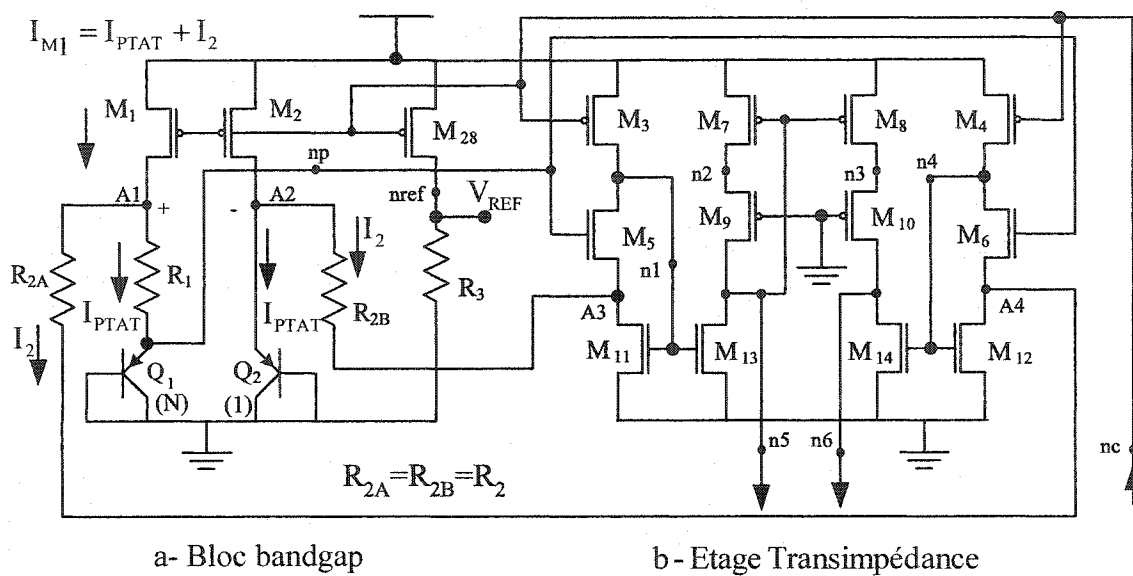 I_M1 = I_PTAT + I_2
M_1
M_2
M_28
M_3
M_7
M_8
M_4
np
n2
n3
n4
nref
V_REF
A1
+
-
A2
M_9
M_10
M_5
M_6
I_2
n1
R_2A
R_1
R_3
I_PTAT
I_PTAT
R_2B
A3
A4
I_2
M_11
M_13
M_14
M_12
Q_1
(N)
Q_2
(1)
n5
n6
nc
R_2A=R_2B=R_2
a- Bloc bandgap
b - Etage Transimpédance